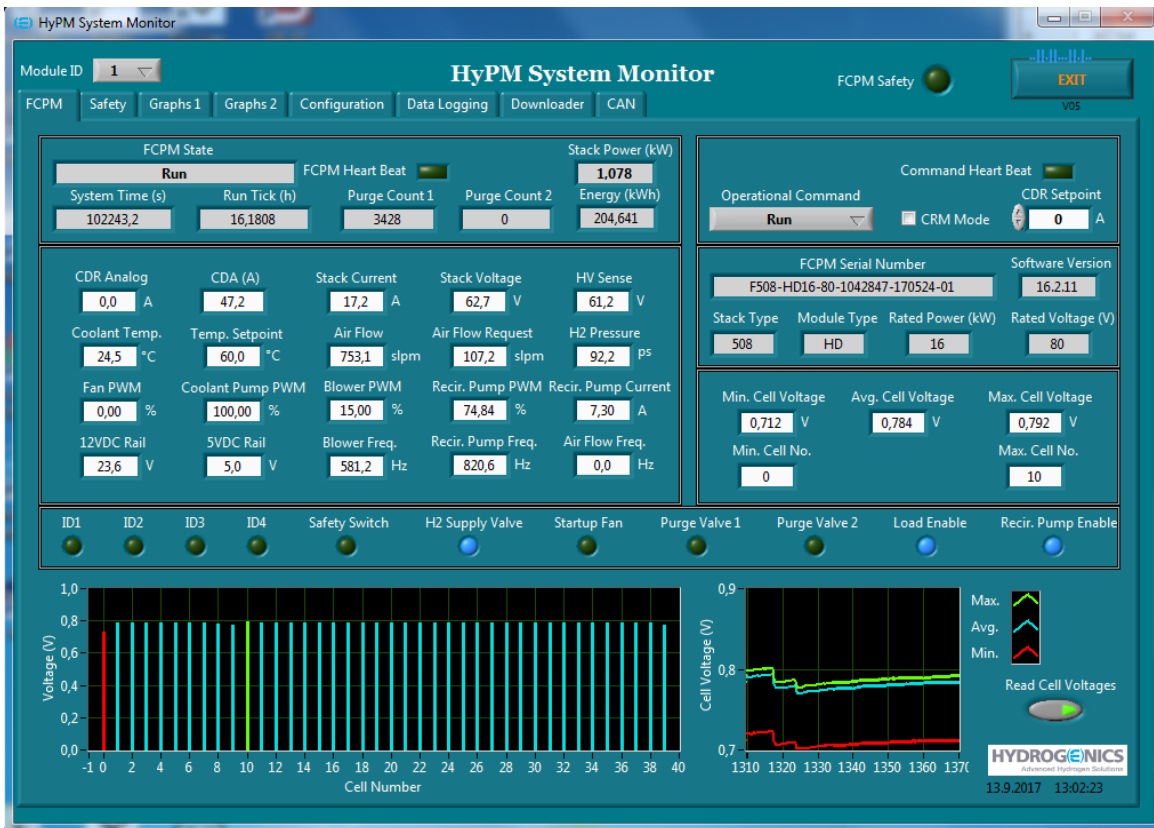 HyPM System Monitor
Module ID 1
HyPM System Monitor
FCPM Safety
EXIT
V05
FCPM Safety Graphs 1 Graphs 2 Configuration Data Logging Downloader CAN
FCPM State
Run
FCPM Heart Beat
Stack Power (kW)
1,078
System Time (s) Run Tick (h) Purge Count 1 Purge Count 2 Energy (kWh)
102243,2 16,1808 3428 0 204,641
Command Heart Beat
Operational Command CDR Setpoint
Run CRM Mode 0 A
CDR Analog CDA (A) Stack Current Stack Voltage HV Sense
0,0 A 47,2 17,2 A 62,7 V 61,2 V
Coolant Temp. Temp. Setpoint Air Flow Air Flow Request H2 Pressure
24,5 °C 60,0 °C 753,1 slpm 107,2 slpm 92,2 ps
Fan PWM Coolant Pump PWM Blower PWM Recir. Pump PWM Recir. Pump Current
0,00 % 100,00 % 15,00 % 74,84 % 7,30 A
12VDC Rail 5VDC Rail Blower Freq. Recir. Pump Freq. Air Flow Freq.
23,6 V 5,0 V 581,2 Hz 820,6 Hz 0,0 Hz
FCPM Serial Number Software Version
F508-HD16-80-1042847-170524-01 16.2.11
Stack Type Module Type Rated Power (kW) Rated Voltage (V)
508 HD 16 80
Min. Cell Voltage Avg. Cell Voltage Max. Cell Voltage
0,712 V 0,784 V 0,792 V
Min. Cell No. Max. Cell No.
0 10
ID1 ID2 ID3 ID4 Safety Switch H2 Supply Valve Startup Fan Purge Valve 1 Purge Valve 2 Load Enable Recir. Pump Enable
1,0
0,8
0,6
0,4
0,2
0,0
Voltage (V)
-1 0 2 4 6 8 10 12 14 16 18 20 22 24 26 28 30 32 34 36 38 40
Cell Number
0,9
0,8
0,7
Cell Voltage (V)
1310 1320 1330 1340 1350 1360 137(
Max.
Avg.
Min.
Read Cell Voltages
HYDROGENICS
Advanced Hydrogen Solutions
13.9.2017 13:02:23